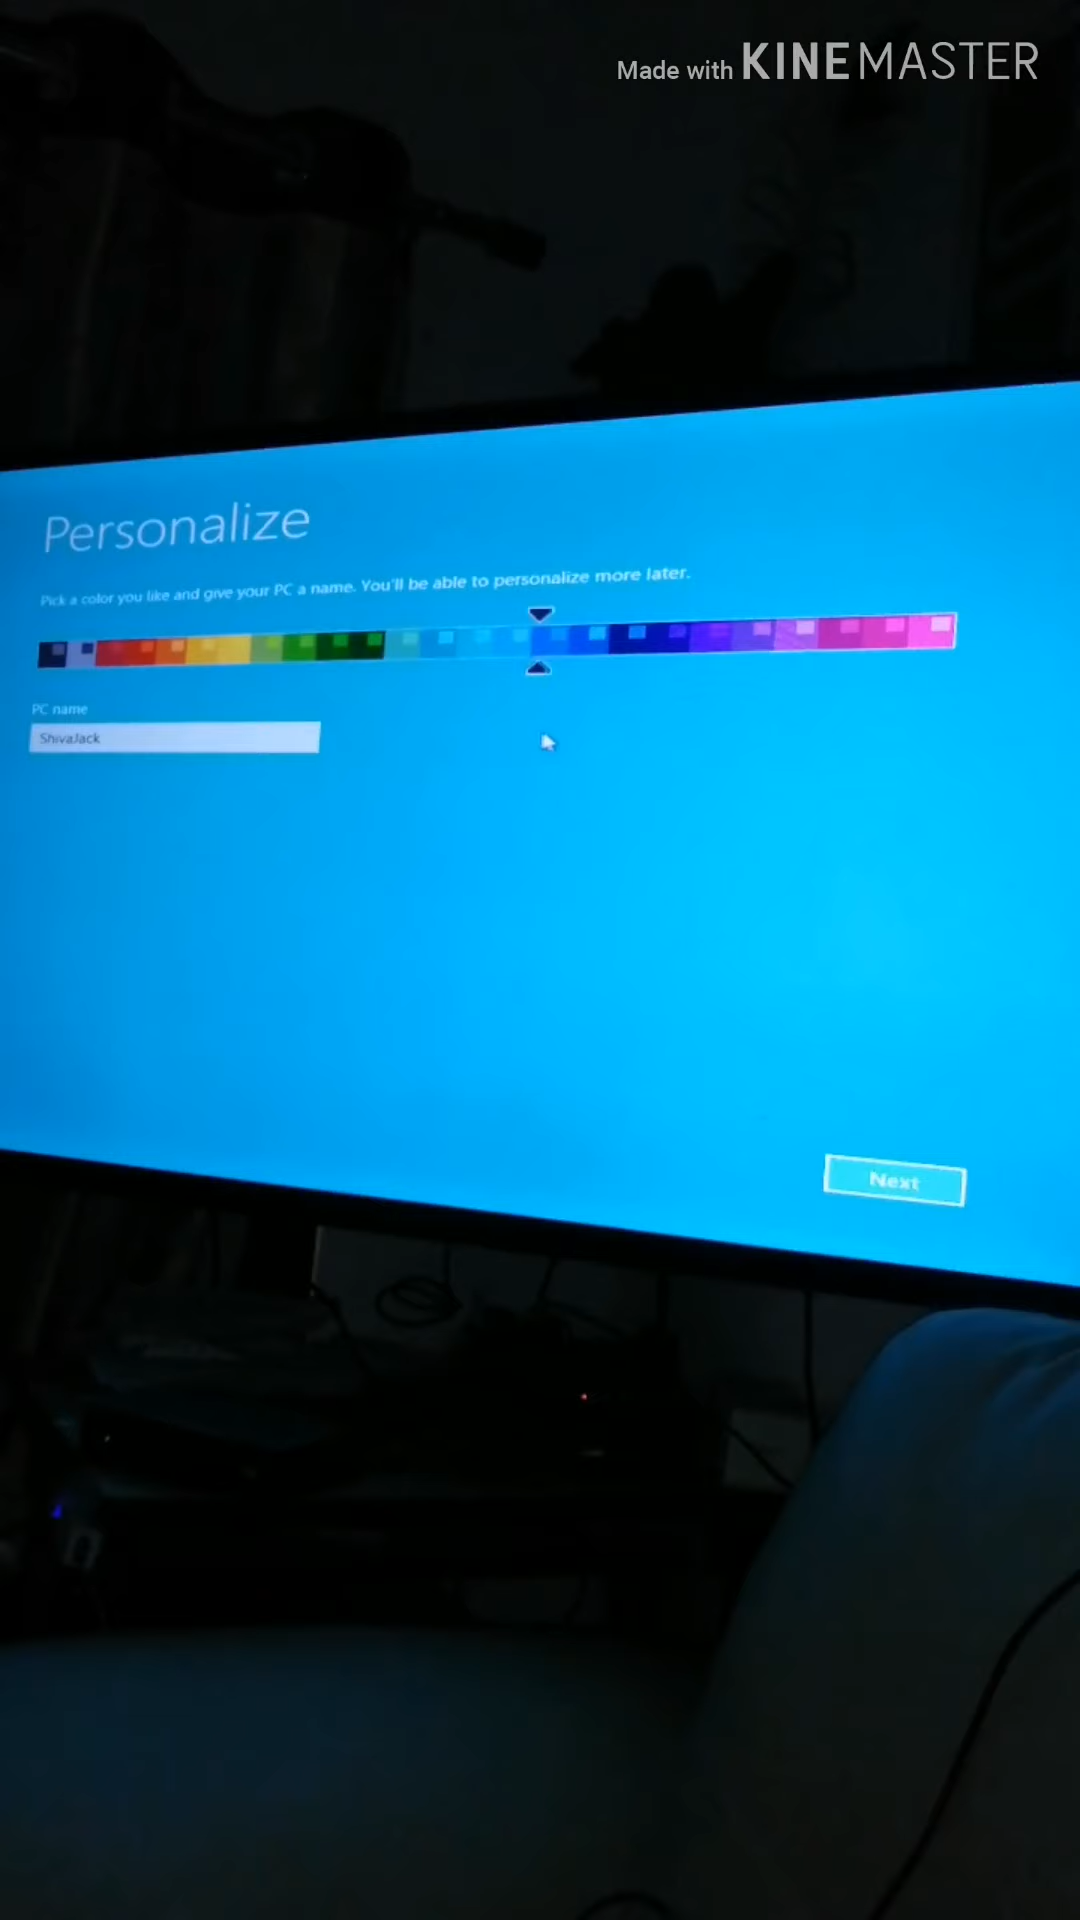 Made with KINEMASTER
Personalize
Pick a color you like and give your PC a name. You'll be able to personalize more later.
PC name
ShivaJack
Next